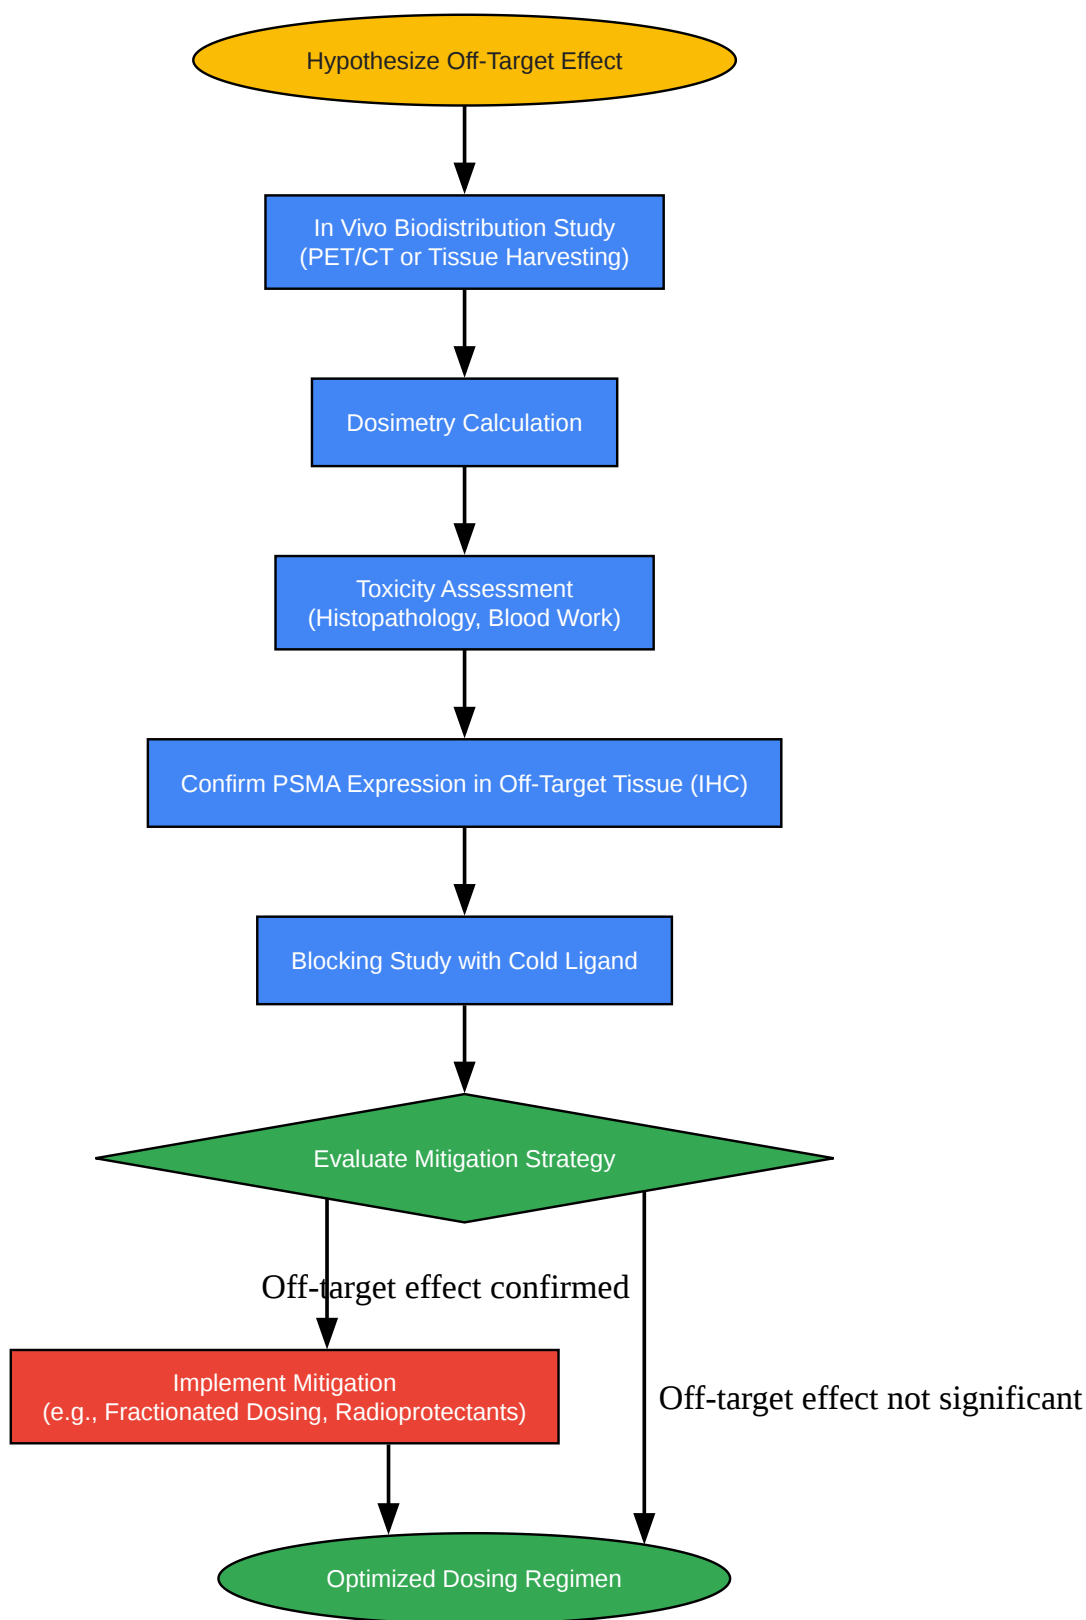 Hypothesize Off-Target Effect
In Vivo Biodistribution Study
(PET/CT or Tissue Harvesting)
Dosimetry Calculation
Toxicity Assessment
(Histopathology, Blood Work)
Confirm PSMA Expression in Off-Target Tissue (IHC)
Blocking Study with Cold Ligand
Evaluate Mitigation Strategy
Off-target effect confirmed
Implement Mitigation
(e.g., Fractionated Dosing, Radioprotectants)
Off-target effect not significant
Optimized Dosing Regimen